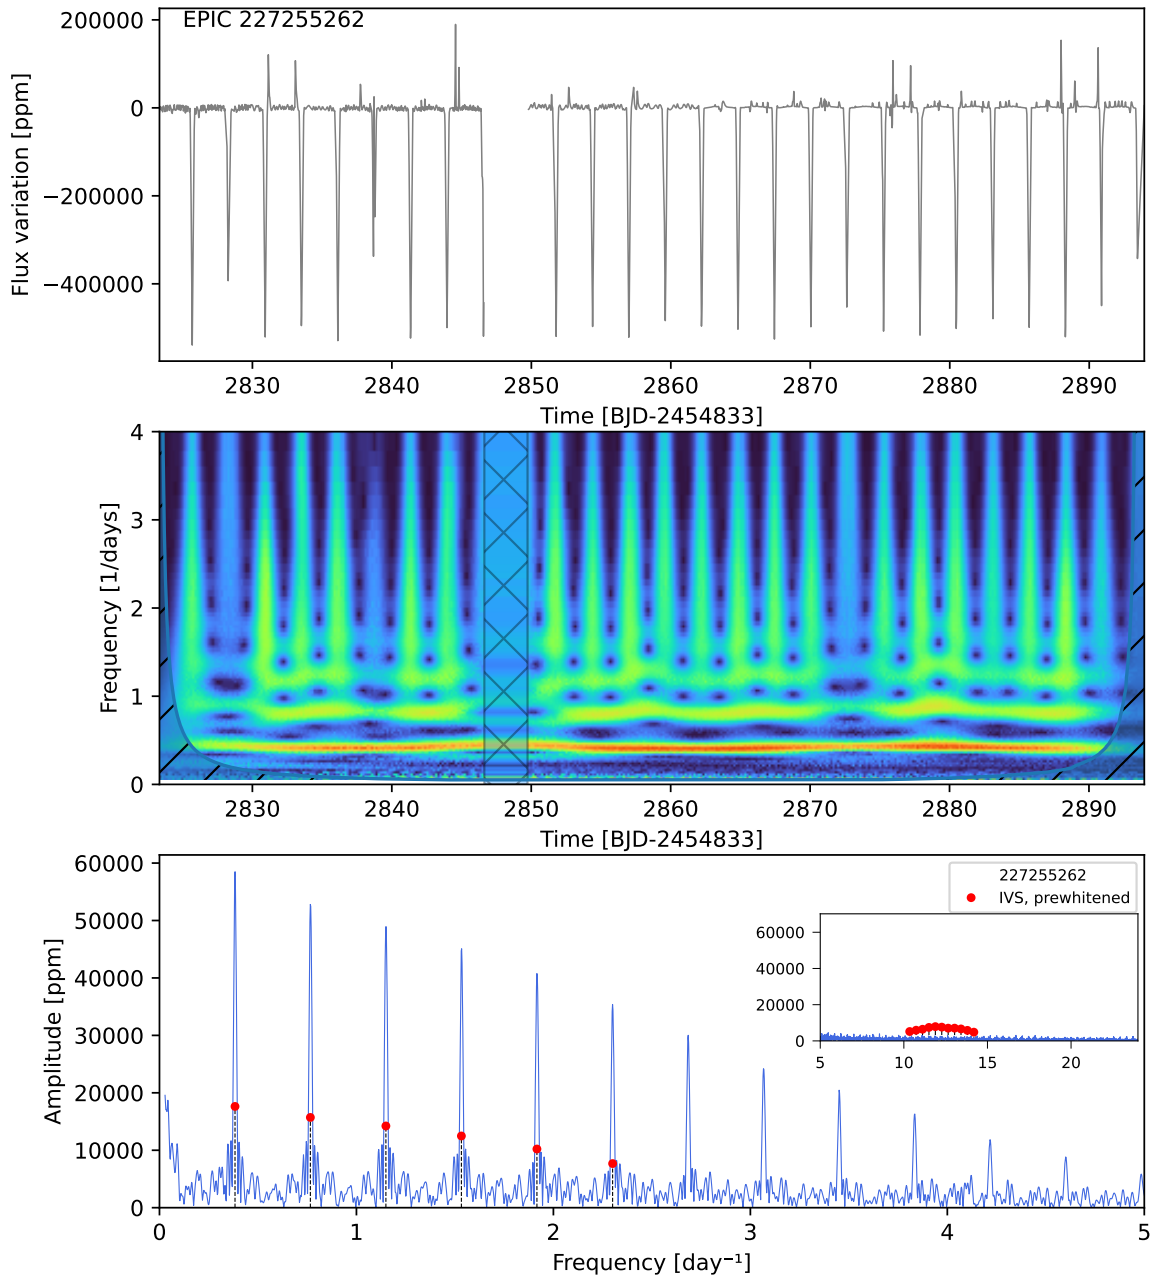 EPIC 227255262
200000
0
−200000
−400000
Flux variation [ppm]
2830 2840 2850 2860 2870 2880 2890
Time [BJD-2454833]
4
3
2
1
0
Frequency [1/days]
2830 2840 2850 2860 2870 2880 2890
Time [BJD-2454833]
60000
50000
40000
30000
20000
10000
0
Amplitude [ppm]
227255262
IVS, prewhitened
60000
40000
20000
0
5 10 15 20
0 1 2 3 4 5
Frequency [day⁻¹]